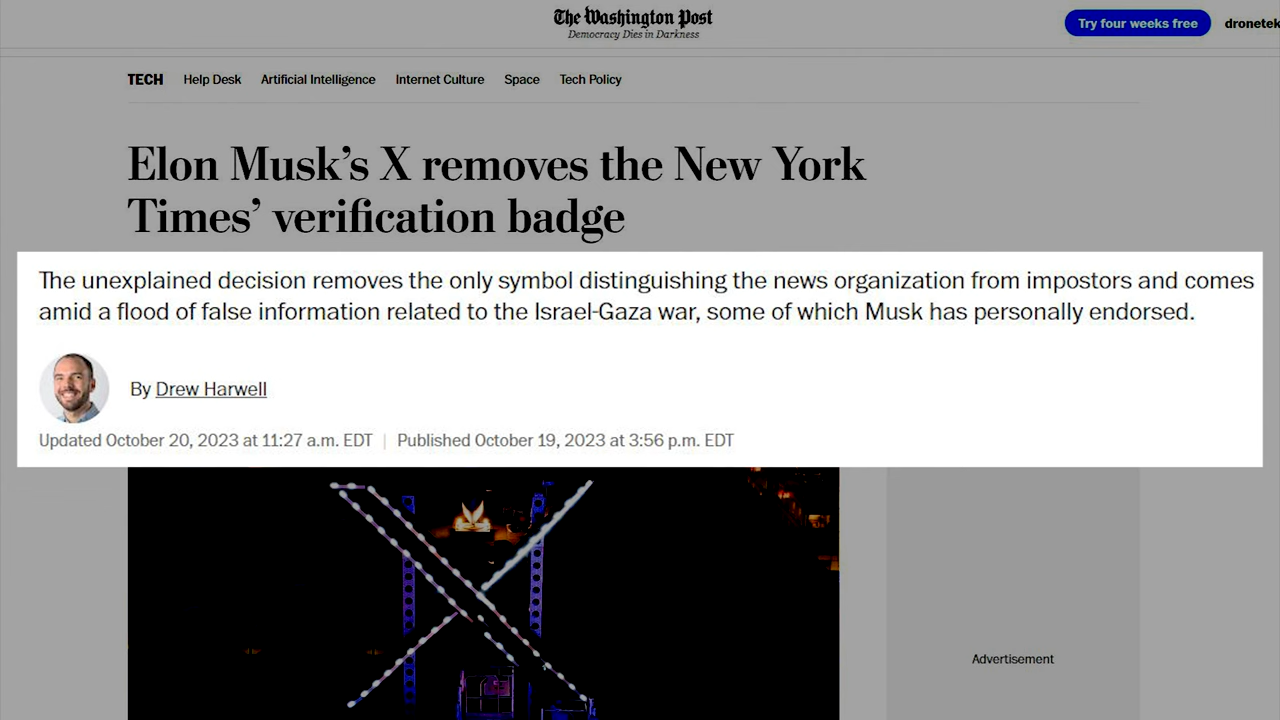 The Washington Post
Democracy Dies in Darkness
Try four weeks free
dronetek
TECH Help Desk Artificial Intelligence Internet Culture Space Tech Policy
Elon Musk's X removes the New York
Times' verification badge
The unexplained decision removes the only symbol distinguishing the news organization from impostors and comes
amid a flood of false information related to the Israel-Gaza war, some of which Musk has personally endorsed.
By Drew Harwell
Updated October 20, 2023 at 11:27 a.m. EDT | Published October 19, 2023 at 3:56 p.m. EDT
X
Advertisement